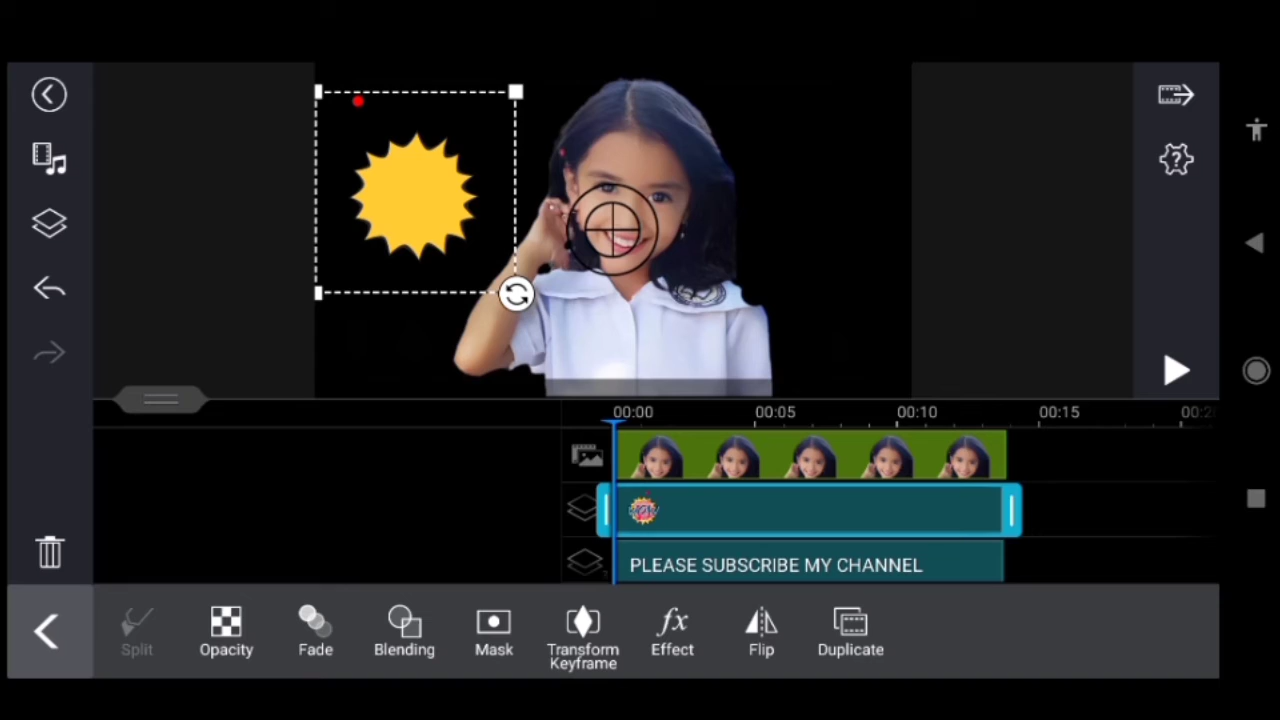 00:00 00:05 00:10 00:15
PLEASE SUBSCRIBE MY CHANNEL
Split Opacity Fade Blending Mask Transform Keyframe Effect Flip Duplicate